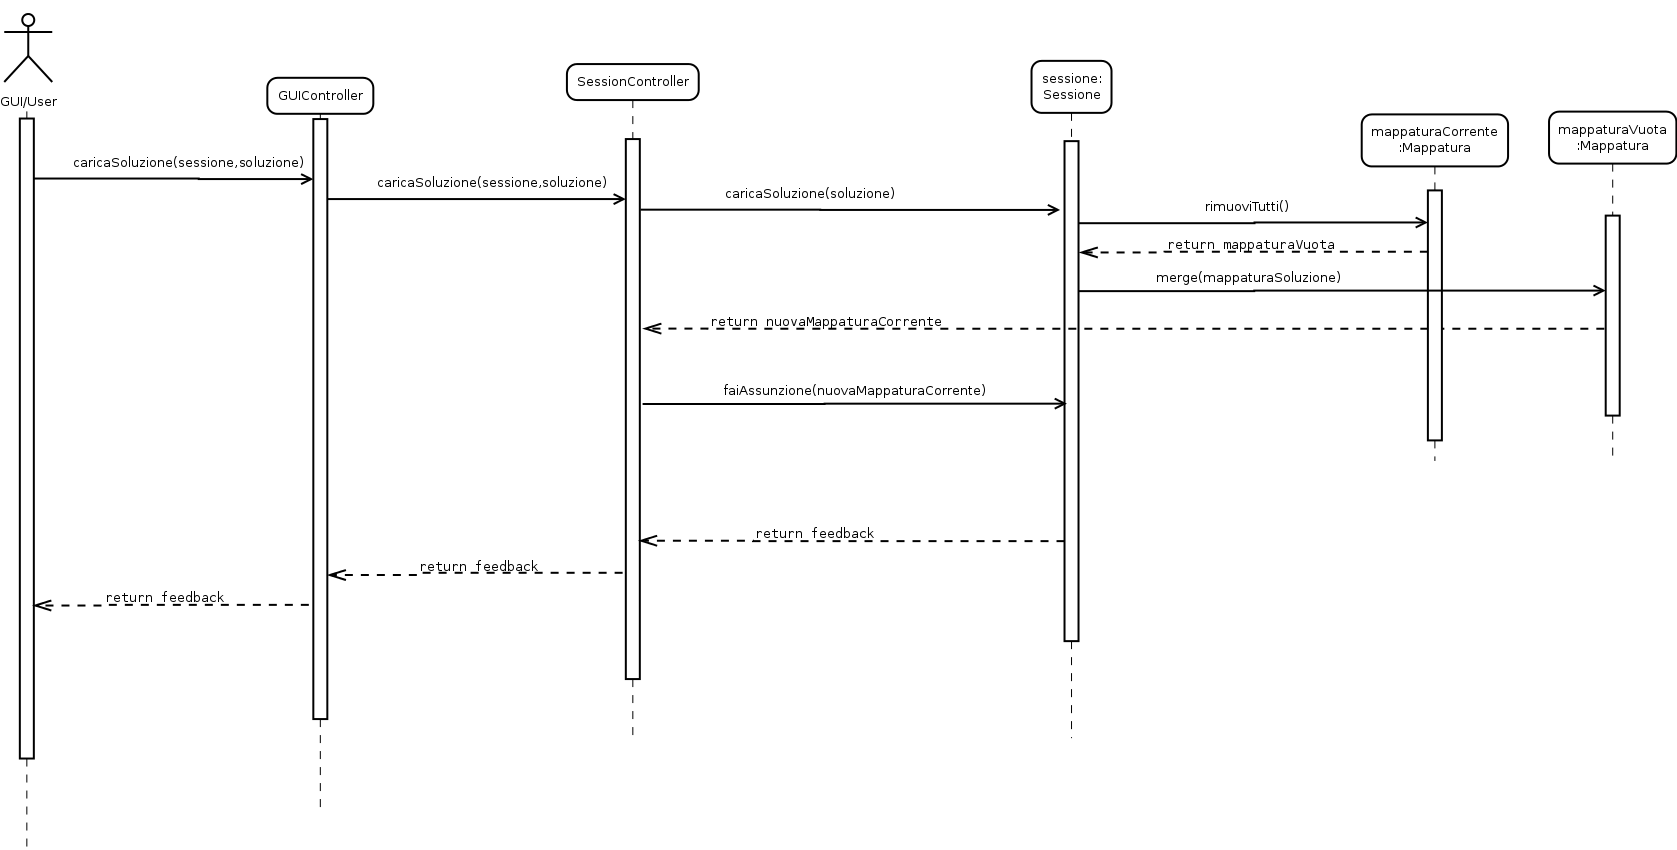 GUI/User
GUIController
SessionController
sessione:
Sessione
mappaturaCorrente
:Mappatura
mappaturaVuota
:Mappatura
caricaSoluzione(sessione,soluzione)
caricaSoluzione(sessione,soluzione)
caricaSoluzione(soluzione)
rimuoviTutti()
return mappaturaVuota
merge(mappaturaSoluzione)
return nuovaMappaturaCorrente
faiAssunzione(nuovaMappaturaCorrente)
return feedback
return feedback
return feedback